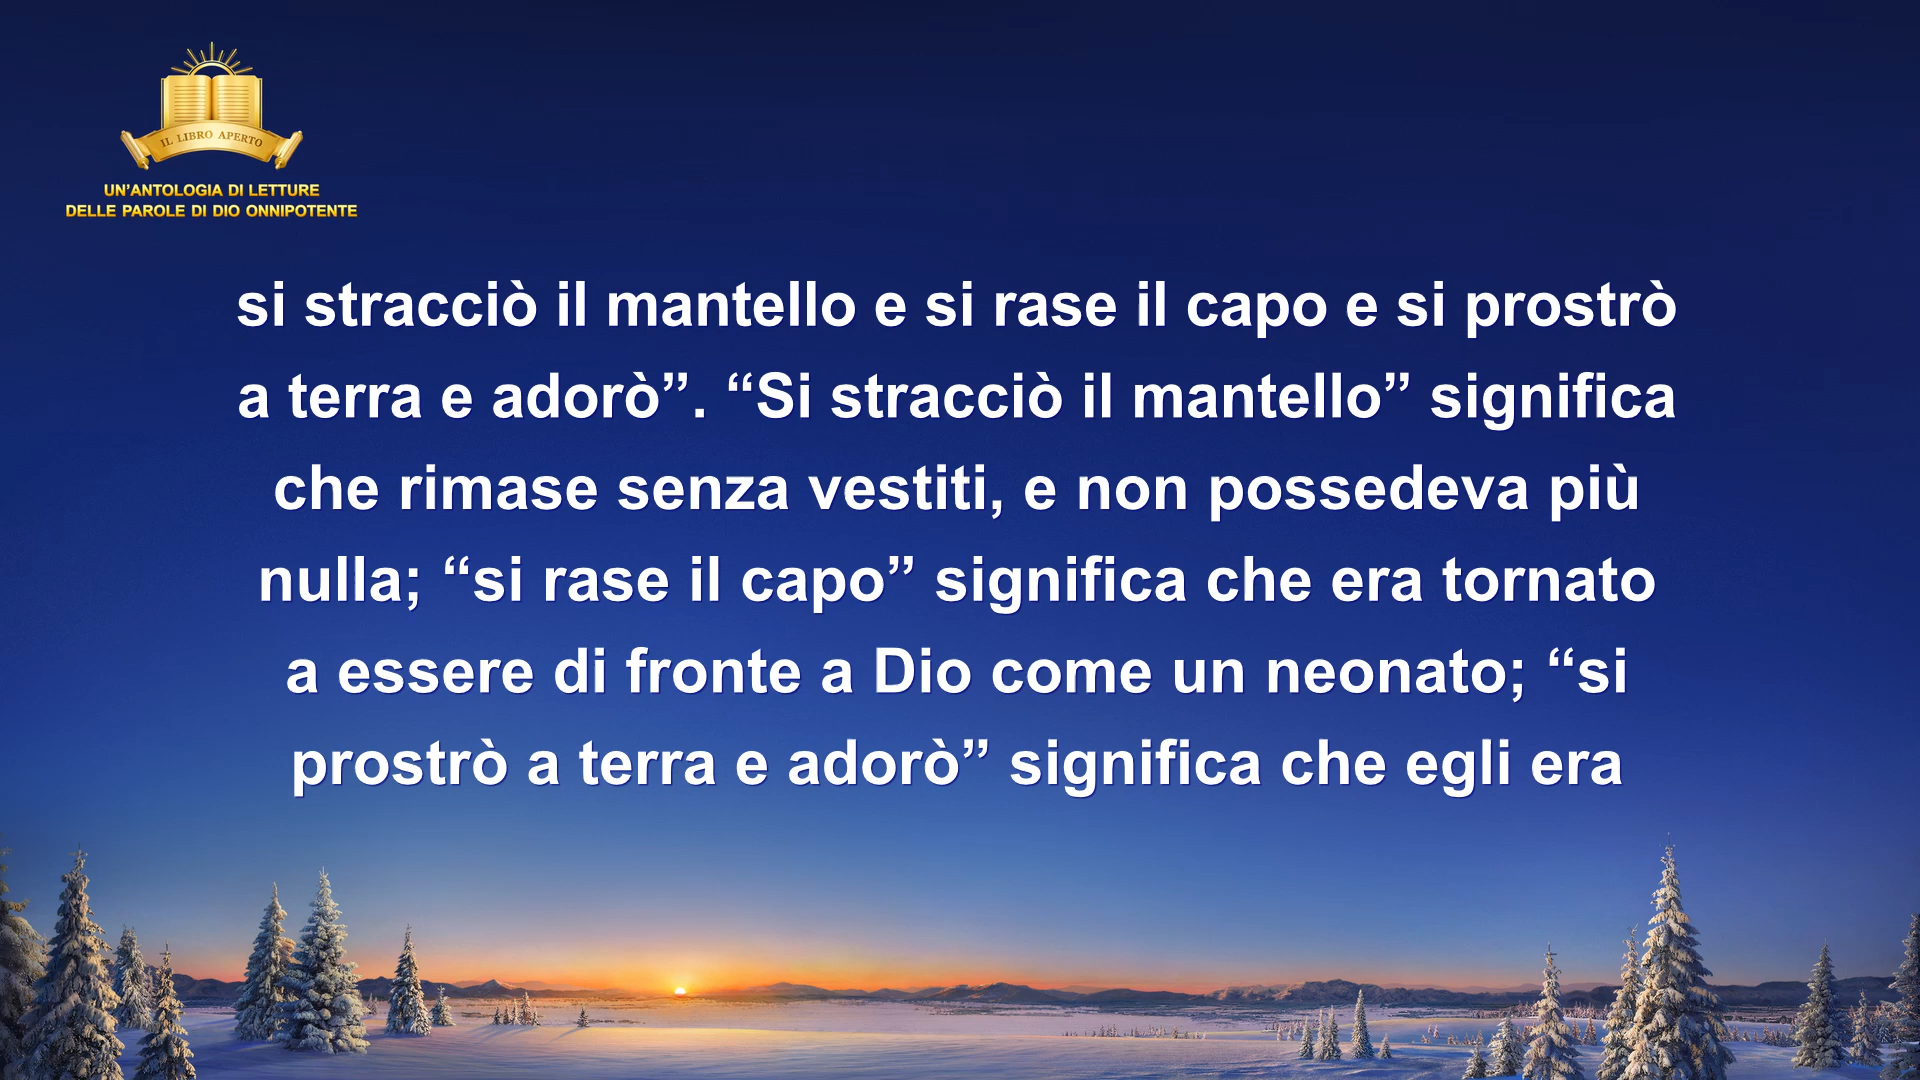 IL LIBRO APERTO
UN’ANTOLOGIA DI LETTURE
DELLE PAROLE DI DIO ONNIPOTENTE
si stracciò il mantello e si rase il capo e si prostrò
a terra e adorò”. “Si stracciò il mantello” significa
che rimase senza vestiti, e non possedeva più
nulla; “si rase il capo” significa che era tornato
a essere di fronte a Dio come un neonato; “si
prostrò a terra e adorò” significa che egli era